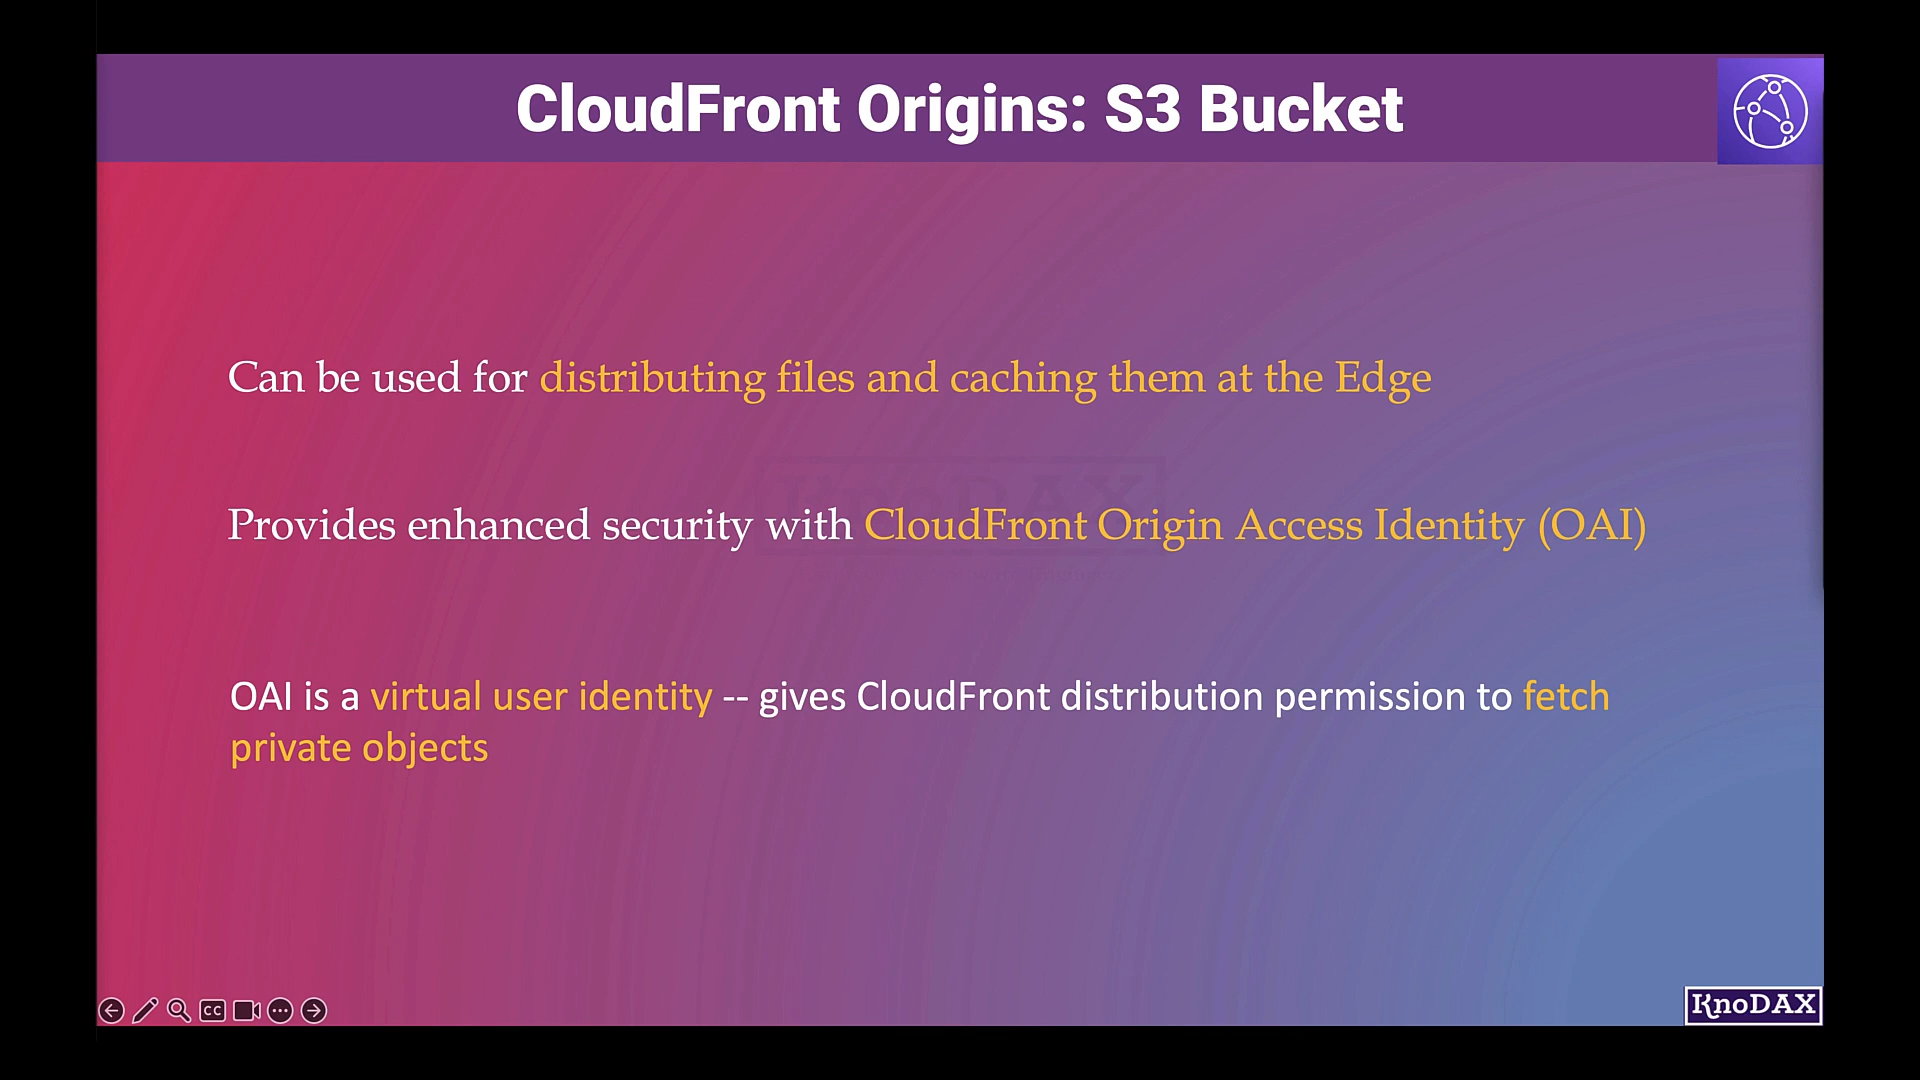 CloudFront Origins: S3 Bucket
Can be used for distributing files and caching them at the Edge
Provides enhanced security with CloudFront Origin Access Identity (OAI)
OAI is a virtual user identity -- gives CloudFront distribution permission to fetch
private objects
CC
KnoDAX